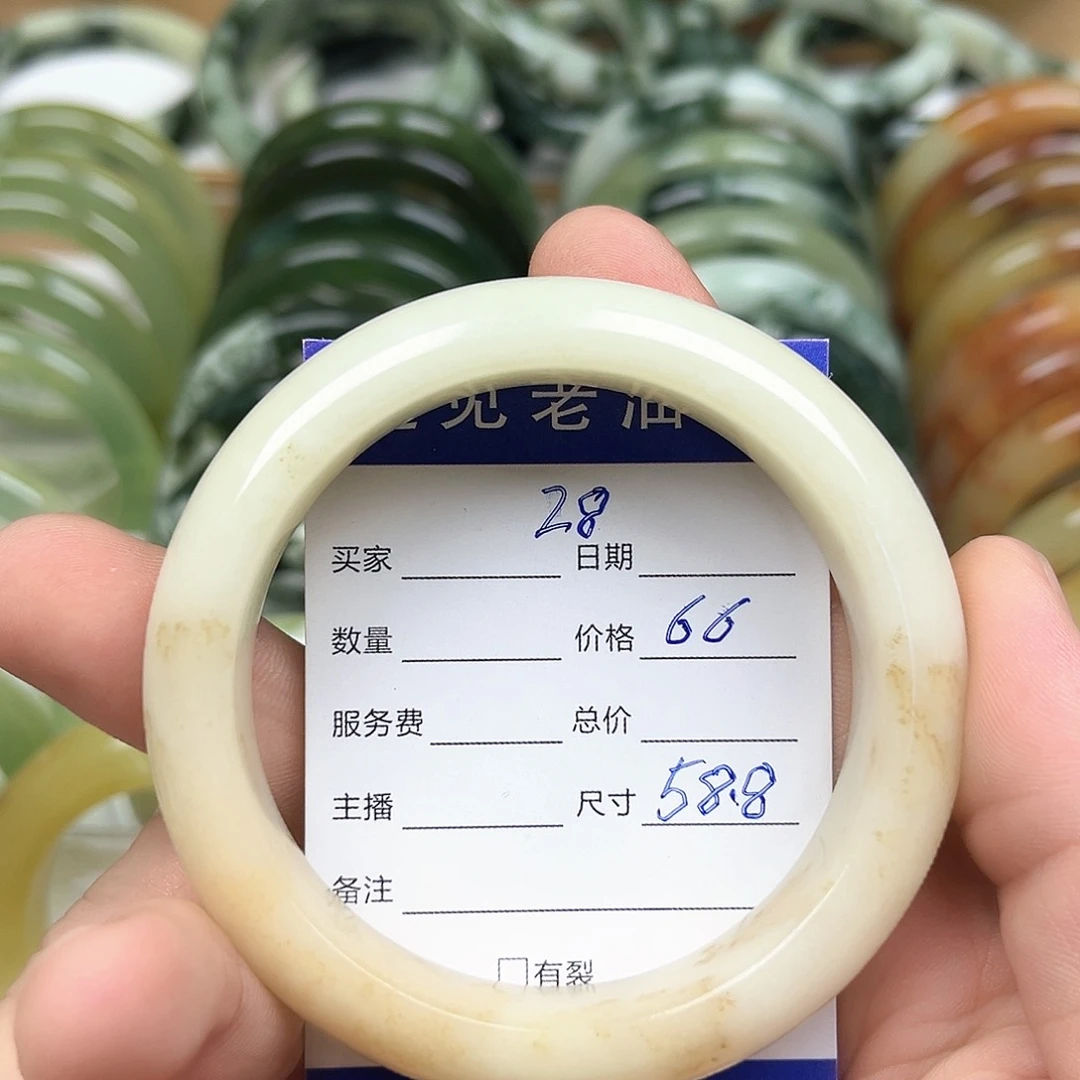 见老油
28
买家 日期
数量 价格 66
服务费 总价
主播 尺寸 58.8
备注
有裂